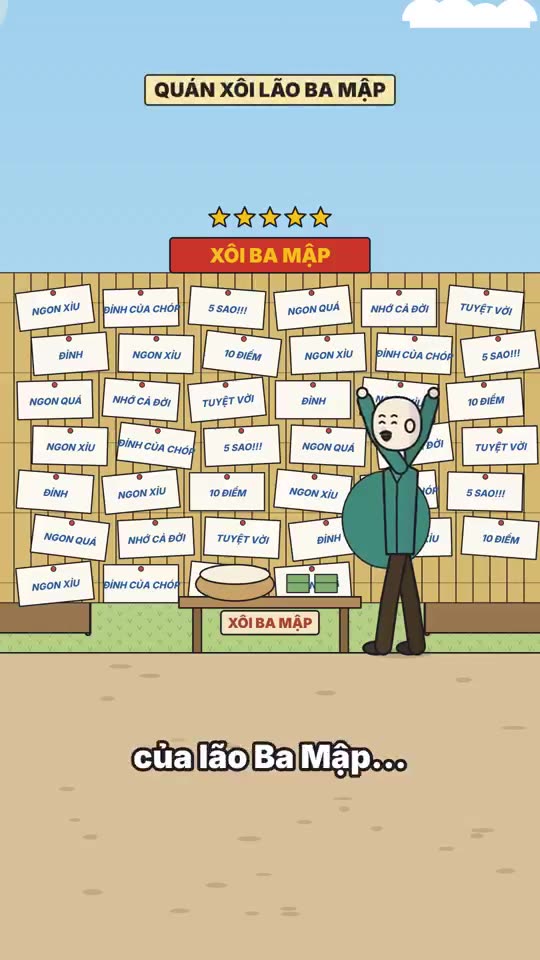 QUÁN XÔI LÃO BA MẬP
XÔI BA MẬP
NGON XỈU
ĐỈNH CỦA CHÓP
5 SAO!!!
NGON QUÁ
NHỚ CẢ ĐỜI
TUYỆT VỜI
ĐỈNH
NGON XỈU
10 ĐIỂM
NGON XỈU
ĐỈNH CỦA CHÓP
5 SAO!!!
NGON QUÁ
NHỚ CẢ ĐỜI
TUYỆT VỜI
ĐỈNH
10 ĐIỂM
NGON XỈU
ĐỈNH CỦA CHÓP
5 SAO!!!
NGON QUÁ
ĐỜI
TUYỆT VỜI
ĐỈNH
NGON XỈU
10 ĐIỂM
NGON XỈU
5 SAO!!!
NGON QUÁ
NHỚ CẢ ĐỜI
TUYỆT VỜI
ĐỈNH
XỈU
10 ĐIỂM
NGON XỈU
ĐỈNH CỦA CHÓP
XÔI BA MẬP
của lão Ba Mập...